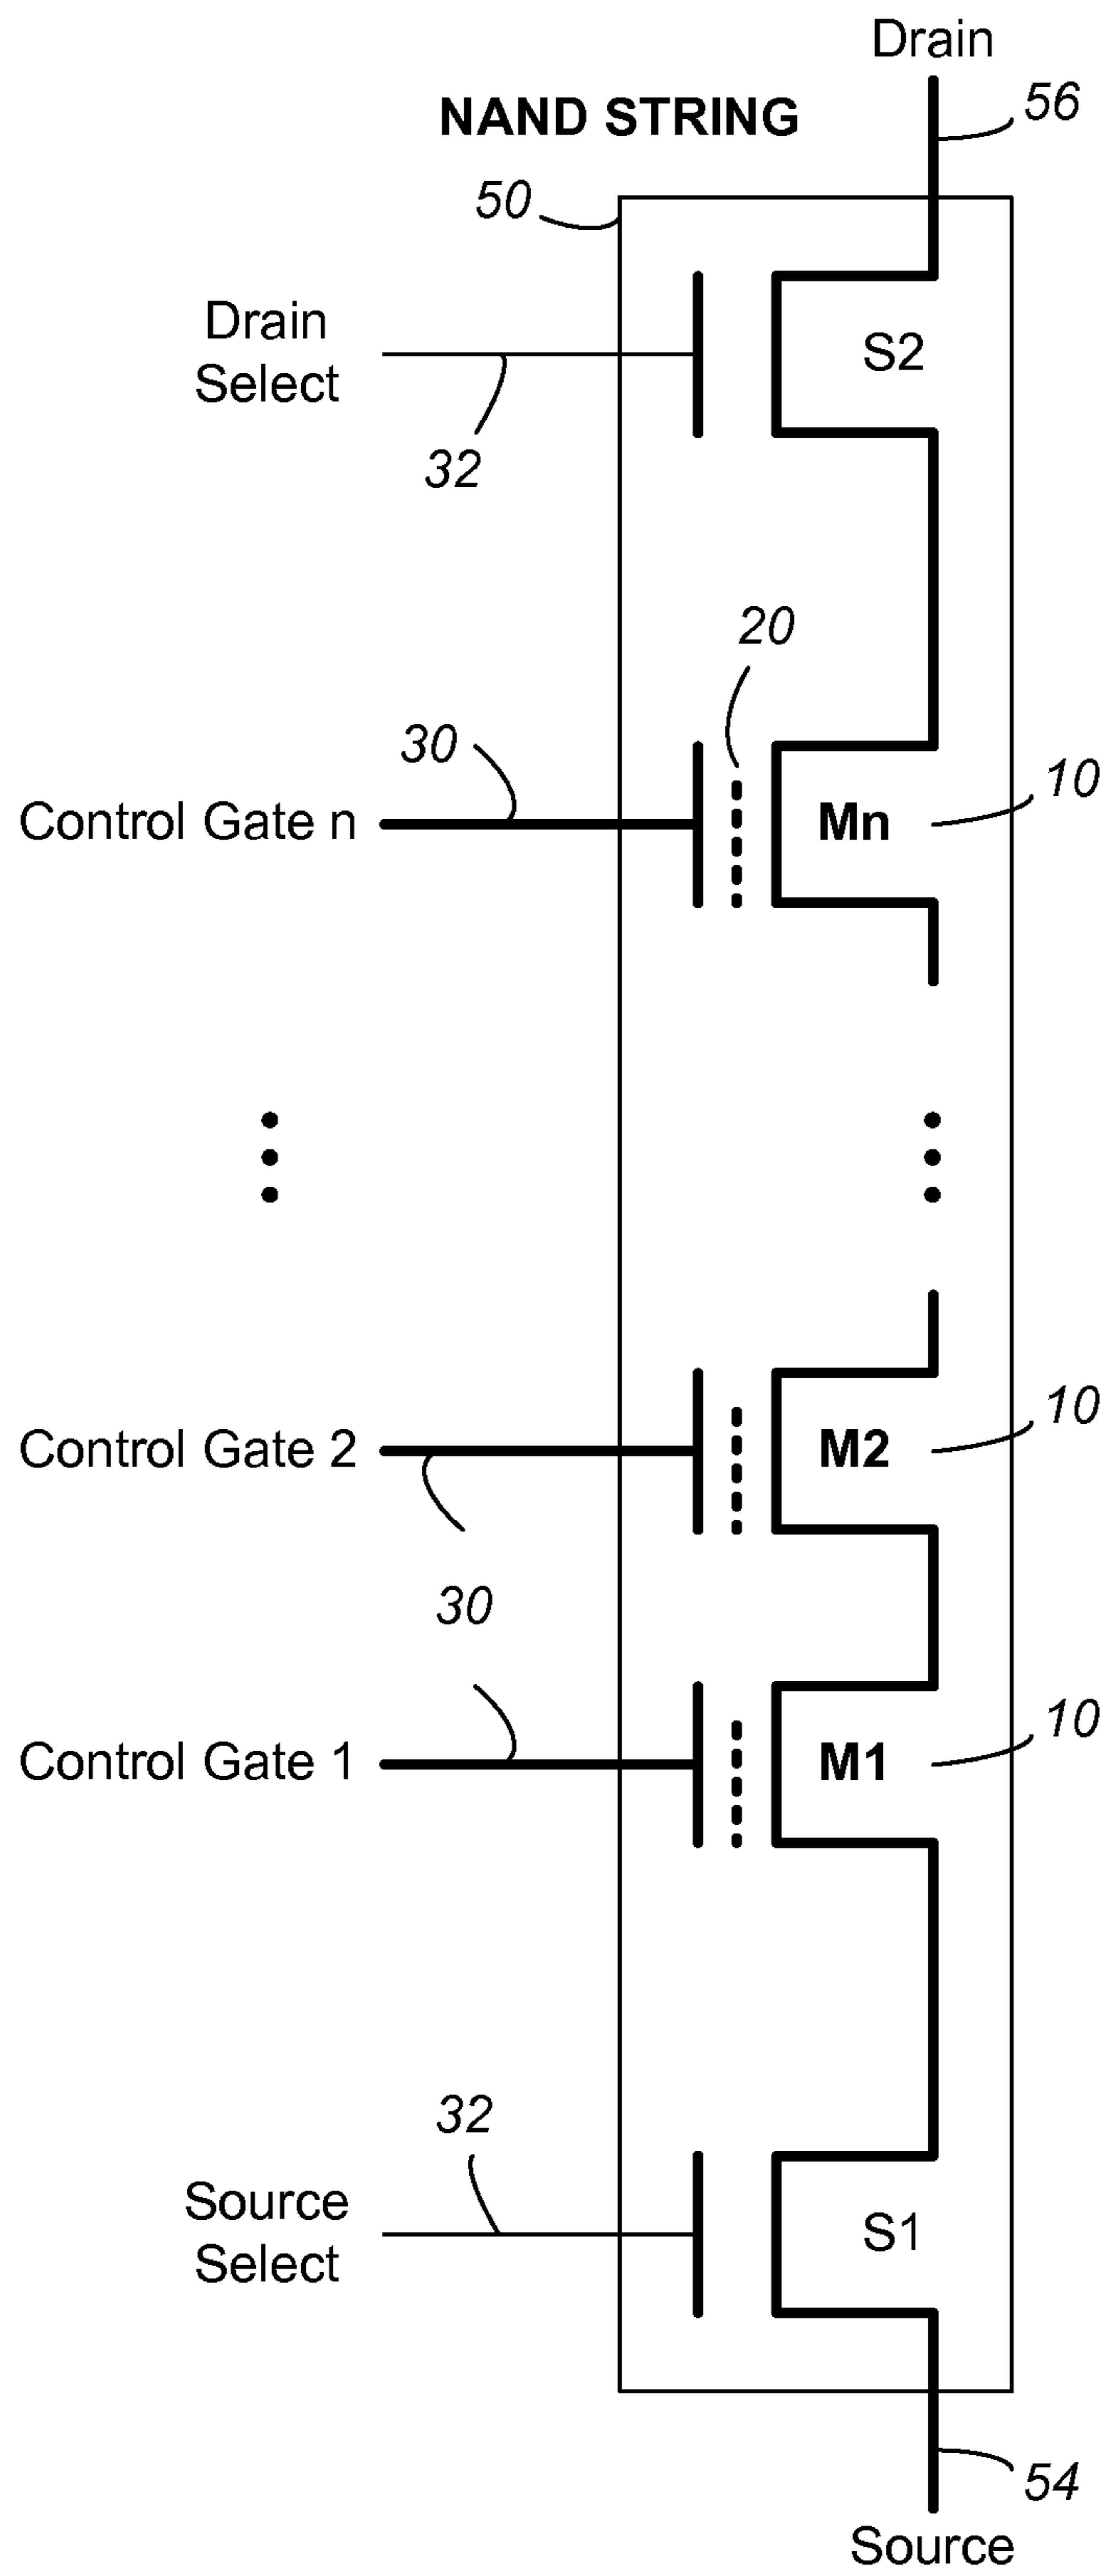 Drain
56
NAND STRING
50
Drain
Select
S2
32
20
30
10
Control Gate n
Mn
10
Control Gate 2
M2
30
10
Control Gate 1
M1
32
Source
Select
S1
54
Source